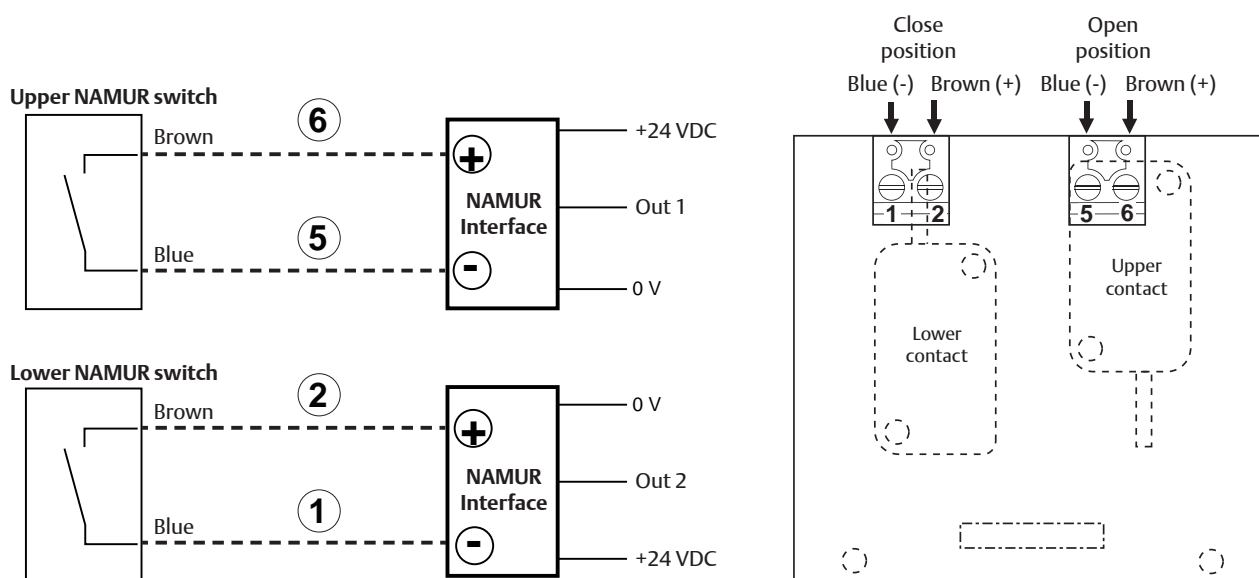 Upper NAMUR switch
Brown
6
+
NAMUR
Interface
+24 VDC
Out 1
5
Blue
-
0 V
Lower NAMUR switch
Brown
2
+
NAMUR
Interface
0 V
Out 2
1
Blue
-
+24 VDC
Close
position
Open
position
Blue (-) Brown (+)
Blue (-) Brown (+)
1 2
5 6
Upper
contact
Lower
contact